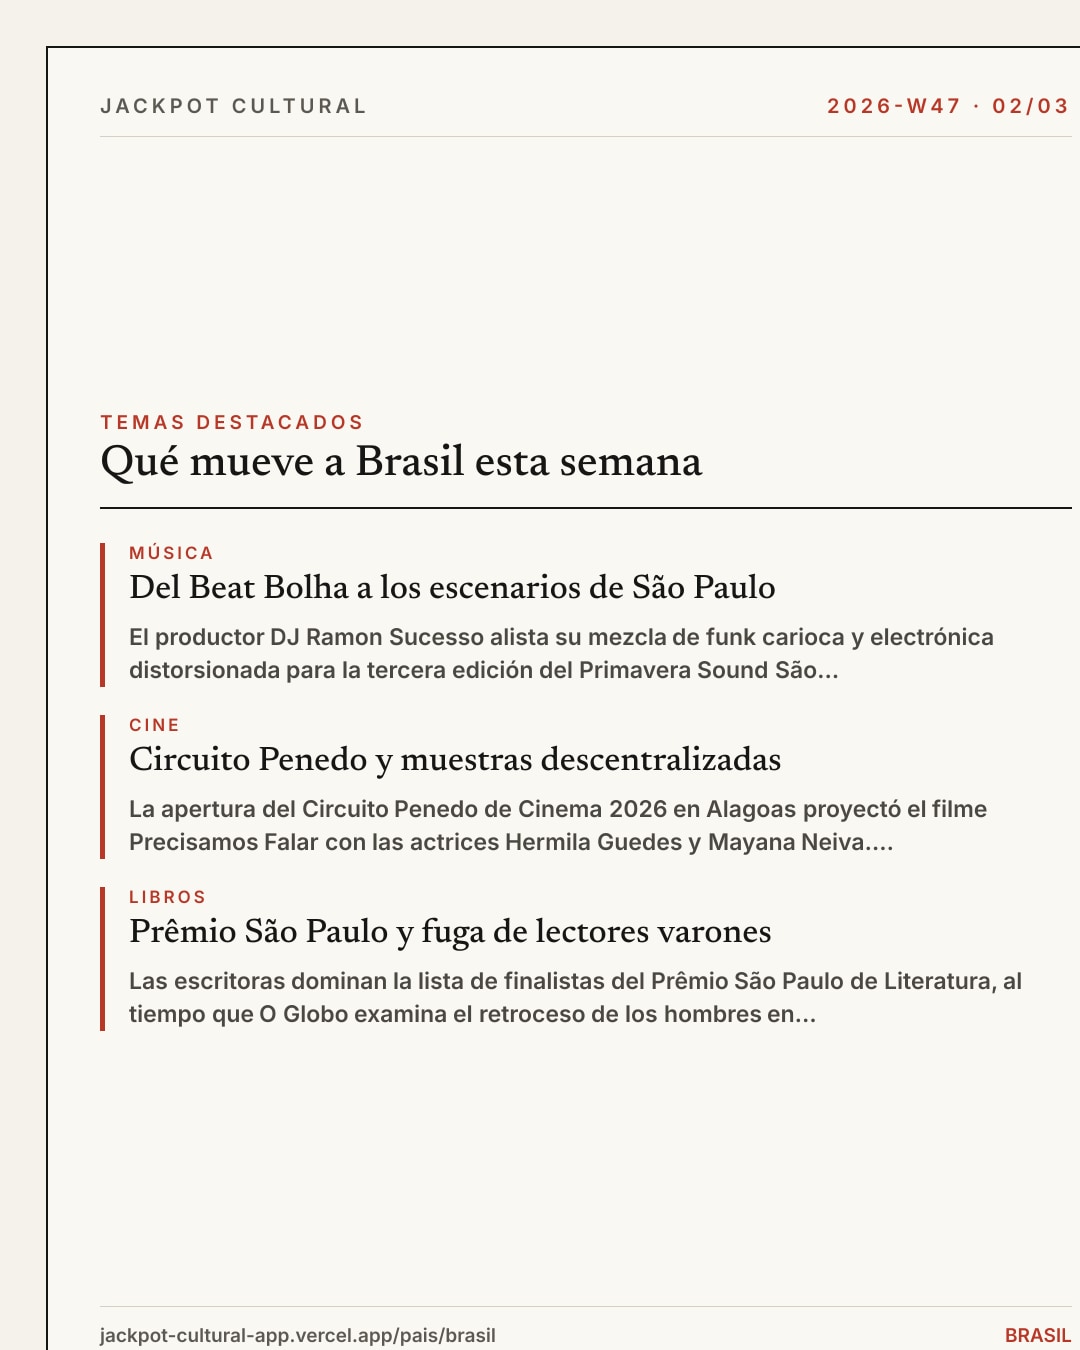 JACKPOT CULTURAL
2026-W47 · 02/03
TEMAS DESTACADOS
Qué mueve a Brasil esta semana
MÚSICA
Del Beat Bolha a los escenarios de São Paulo
El productor DJ Ramon Sucesso alista su mezcla de funk carioca y electrónica
distorsionada para la tercera edición del Primavera Sound São...
CINE
Circuito Penedo y muestras descentralizadas
La apertura del Circuito Penedo de Cinema 2026 en Alagoas proyectó el filme
Precisamos Falar con las actrices Hermila Guedes y Mayana Neiva....
LIBROS
Prêmio São Paulo y fuga de lectores varones
Las escritoras dominan la lista de finalistas del Prêmio São Paulo de Literatura, al
tiempo que O Globo examina el retroceso de los hombres en...
jackpot-cultural-app.vercel.app/pais/brasil
BRASIL